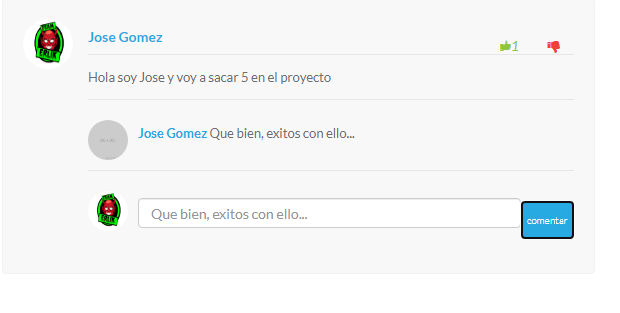 Jose Gomez
1
Hola soy Jose y voy a sacar 5 en el proyecto
Jose Gomez Que bien, exitos con ello...
Que bien, exitos con ello...
comentar